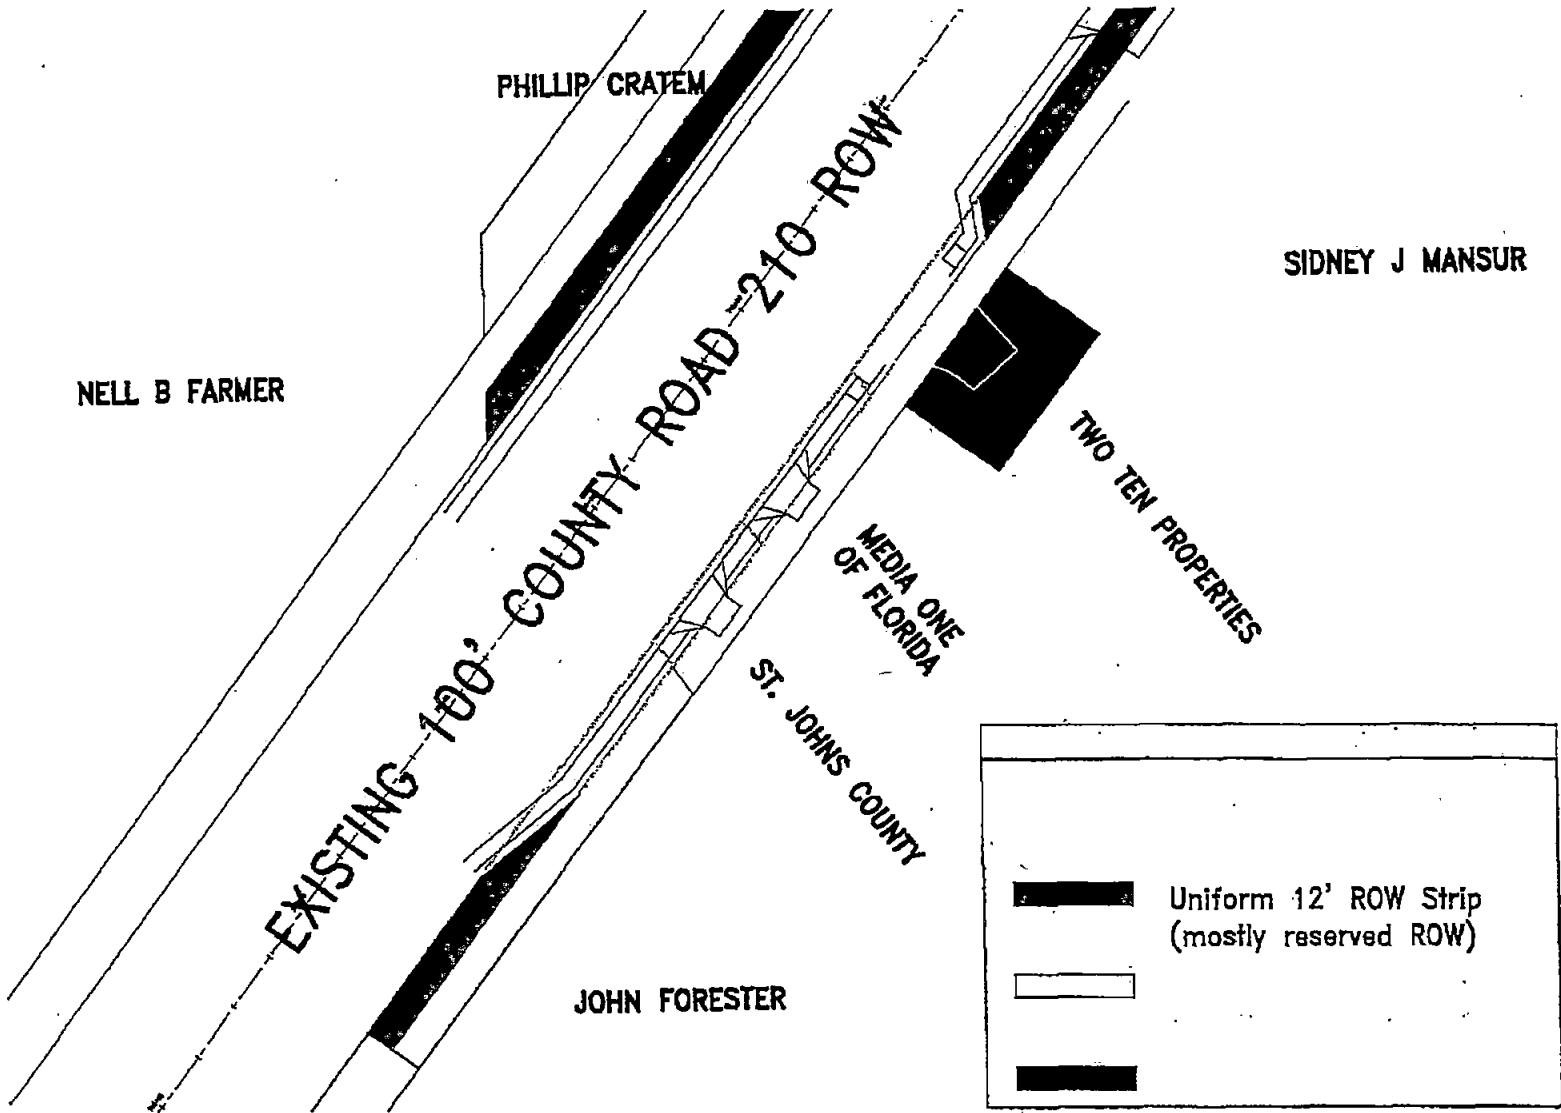 PHILLIP CRATEM
EXISTING 100' COUNTY ROAD 210 ROW
SIDNEY J MANSUR
NELL B FARMER
TWO TEN PROPERTIES
MEDIA ONE
OF FLORIDA
ST. JOHNS COUNTY
JOHN FORESTER
Uniform 12' ROW Strip
(mostly reserved ROW)